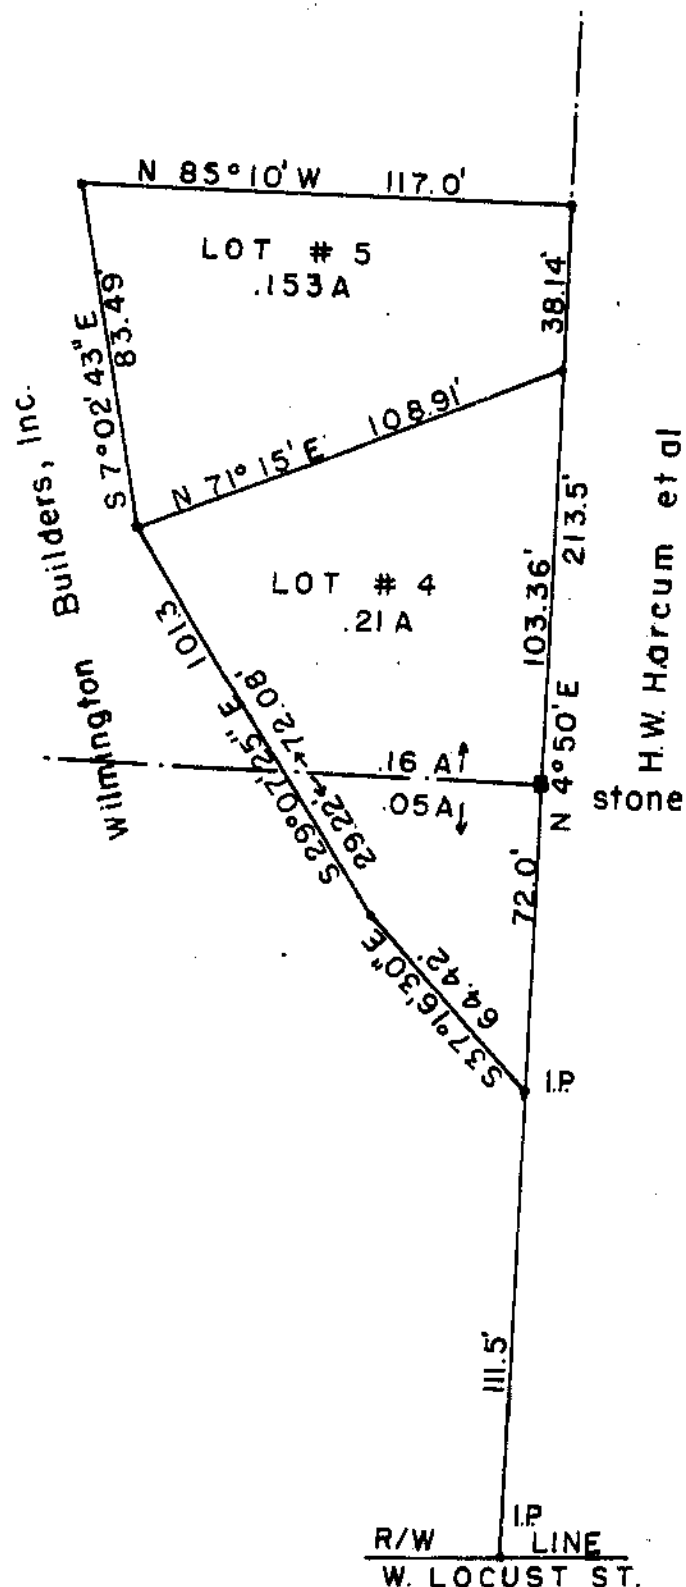 N 85°10' W 117.0'
LOT # 5
.153 A
38.14'
S 7°02'43" E
83.49'
N 71°15' E 108.91'
Wilmington Builders, Inc.
H.W. Harcum et al
213.5'
LOT # 4
.21 A
103.36'
101.3
S 29°07'25" E
29.22' ← → 72.08'
N 4°50' E
.16 A ↑
.05A ↓
stone
72.0'
S 37°16'30" E
64.42'
I.P.
111.5'
I.P.
R/W LINE
W. LOCUST ST.